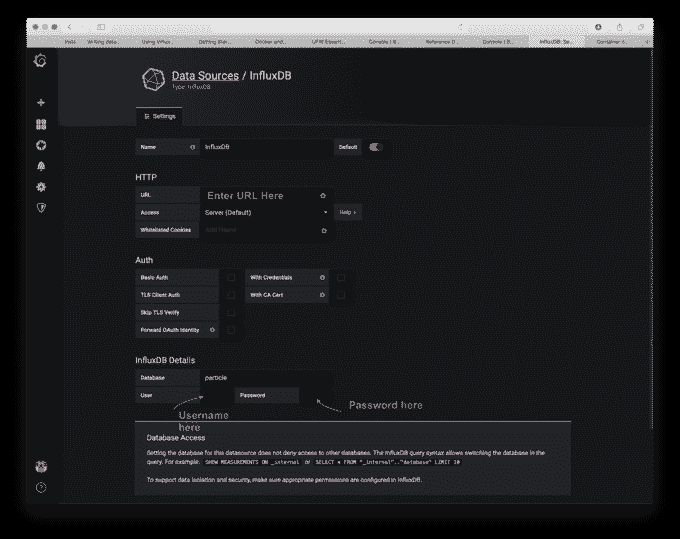 Data Sources / InfluxDB
Type: InfluxDB
Settings
Name InfluxDB Default
HTTP
URL Enter URL Here
Access Server (Default) Help
Whitelisted Cookies Add Name
Auth
Basic Auth With Credentials
TLS Client Auth With CA Cert
Skip TLS Verify
Forward OAuth Identity
InfluxDB Details
Database particle
User Password
Username here
Password here
Database Access
Setting the database for this datasource does not deny access to other databases. The InfluxDB query syntax allows switching the database in the
query. For example: SHOW MEASUREMENTS ON _internal or SELECT * FROM "_internal".."database" LIMIT 10
To support data isolation and security, make sure appropriate permissions are configured in InfluxDB.